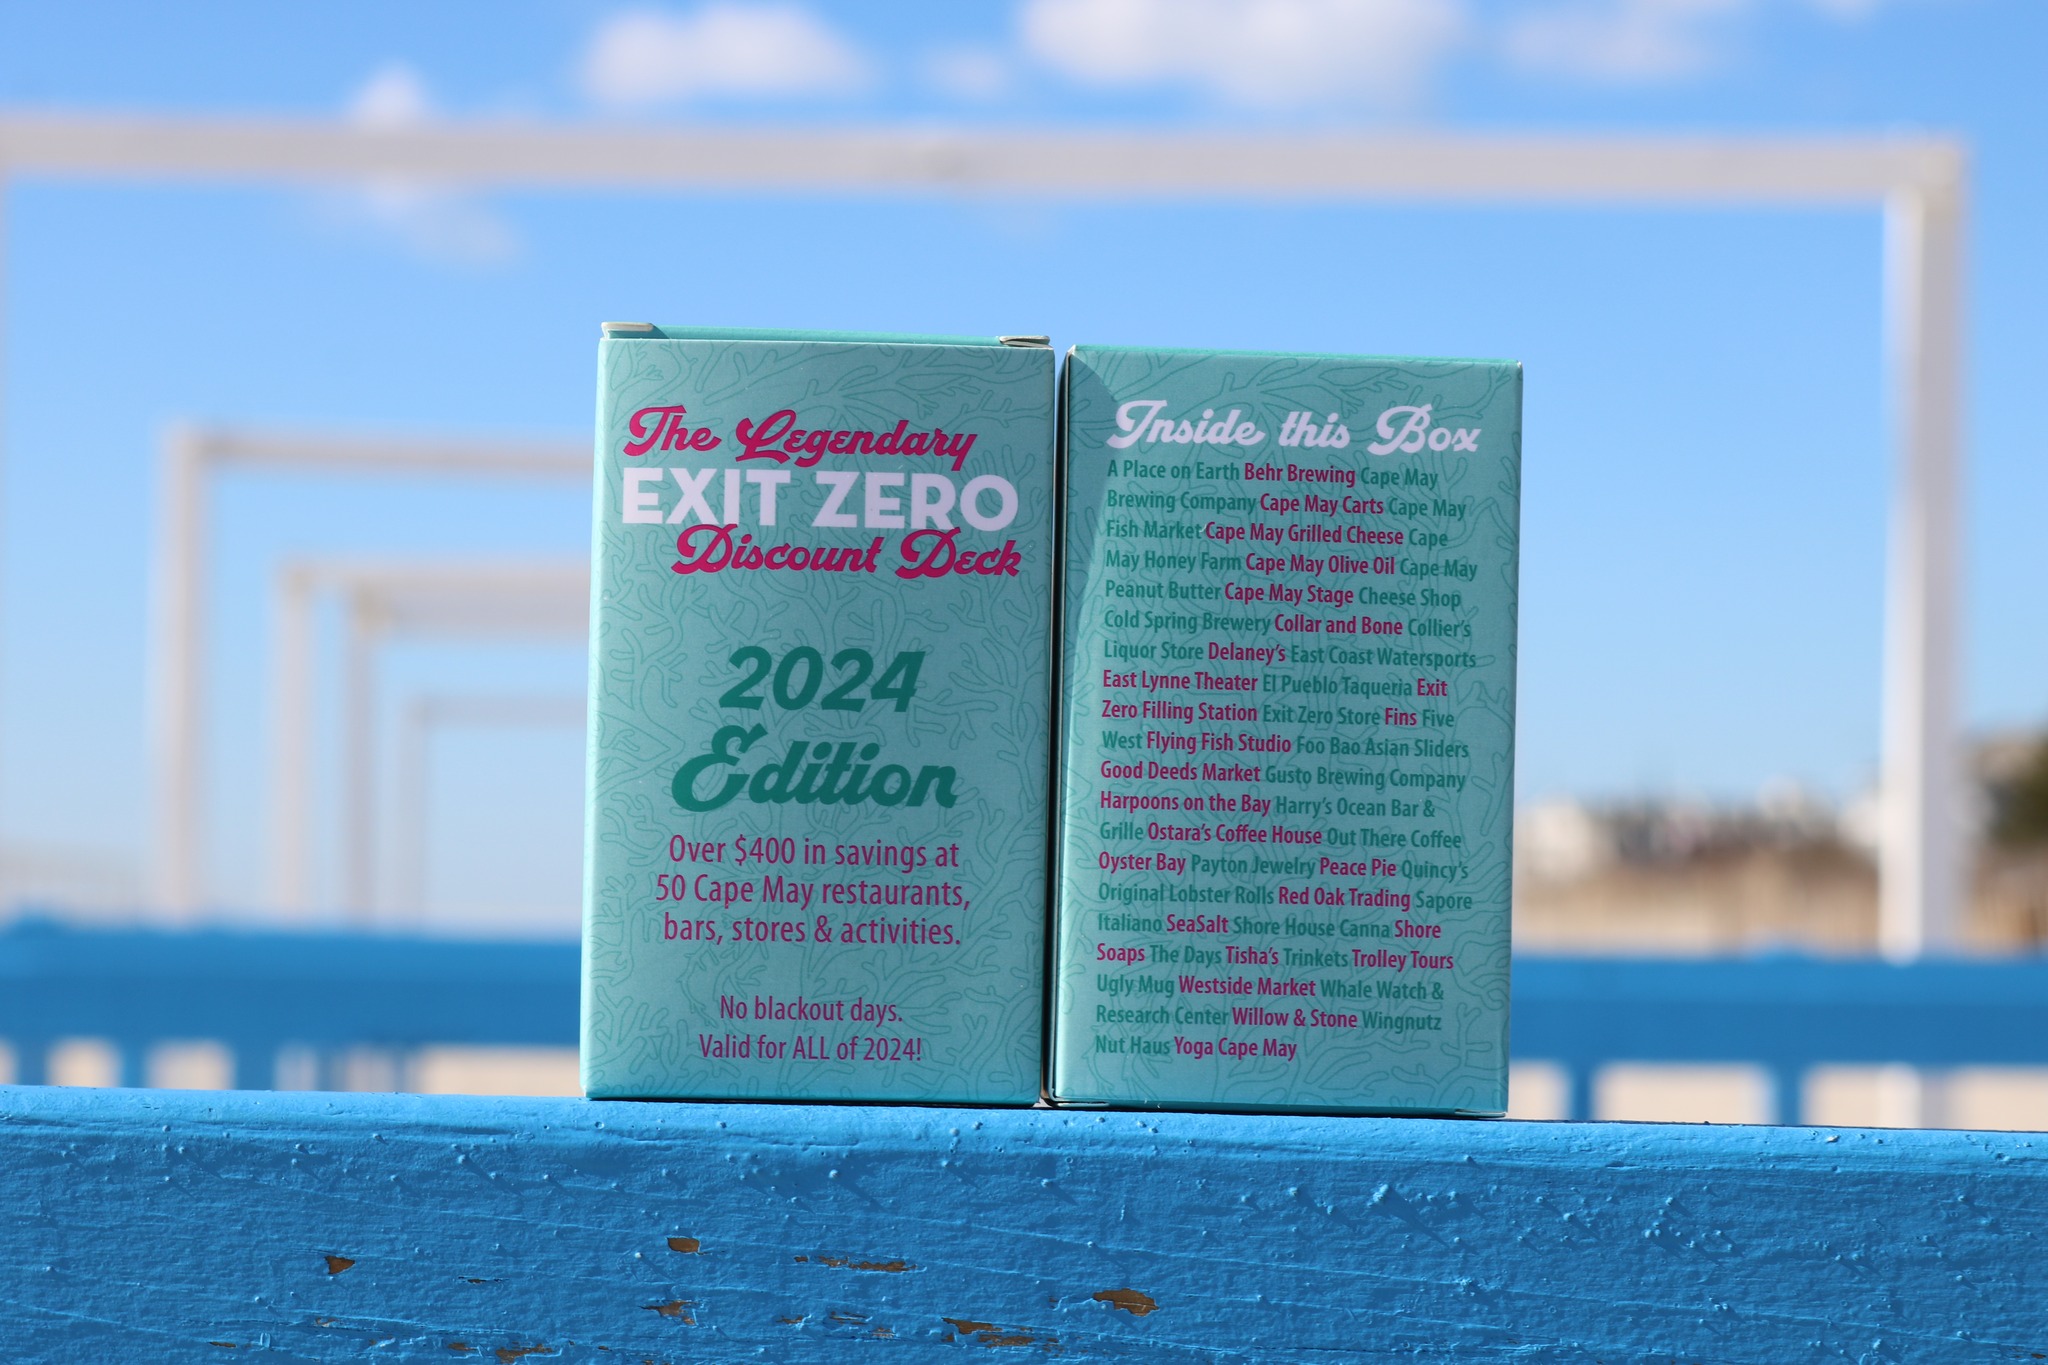 The Legendary
EXIT ZERO
Discount Deck
2024
Edition
Over $400 in savings at
50 Cape May restaurants,
bars, stores & activities.
No blackout days.
Valid for ALL of 2024!
Inside this Box
A Place on Earth Behr Brewing Cape May
Brewing Company Cape May Carts Cape May
Fish Market Cape May Grilled Cheese Cape
May Honey Farm Cape May Olive Oil Cape May
Peanut Butter Cape May Stage Cheese Shop
Cold Spring Brewery Collar and Bone Collier's
Liquor Store Delaney's East Coast Watersports
East Lynne Theater El Pueblo Taqueria Exit
Zero Filling Station Exit Zero Store Fins Five
West Flying Fish Studio Foo Bao Asian Sliders
Good Deeds Market Gusto Brewing Company
Harpoons on the Bay Harry's Ocean Bar &
Grille Ostara's Coffee House Out There Coffee
Oyster Bay Payton Jewelry Peace Pie Quincy's
Original Lobster Rolls Red Oak Trading Sapore
Italiano SeaSalt Shore House Canna Shore
Soaps The Days Tisha's Trinkets Trolley Tours
Ugly Mug Westside Market Whale Watch &
Research Center Willow & Stone Wingnutz
Nut Haus Yoga Cape May